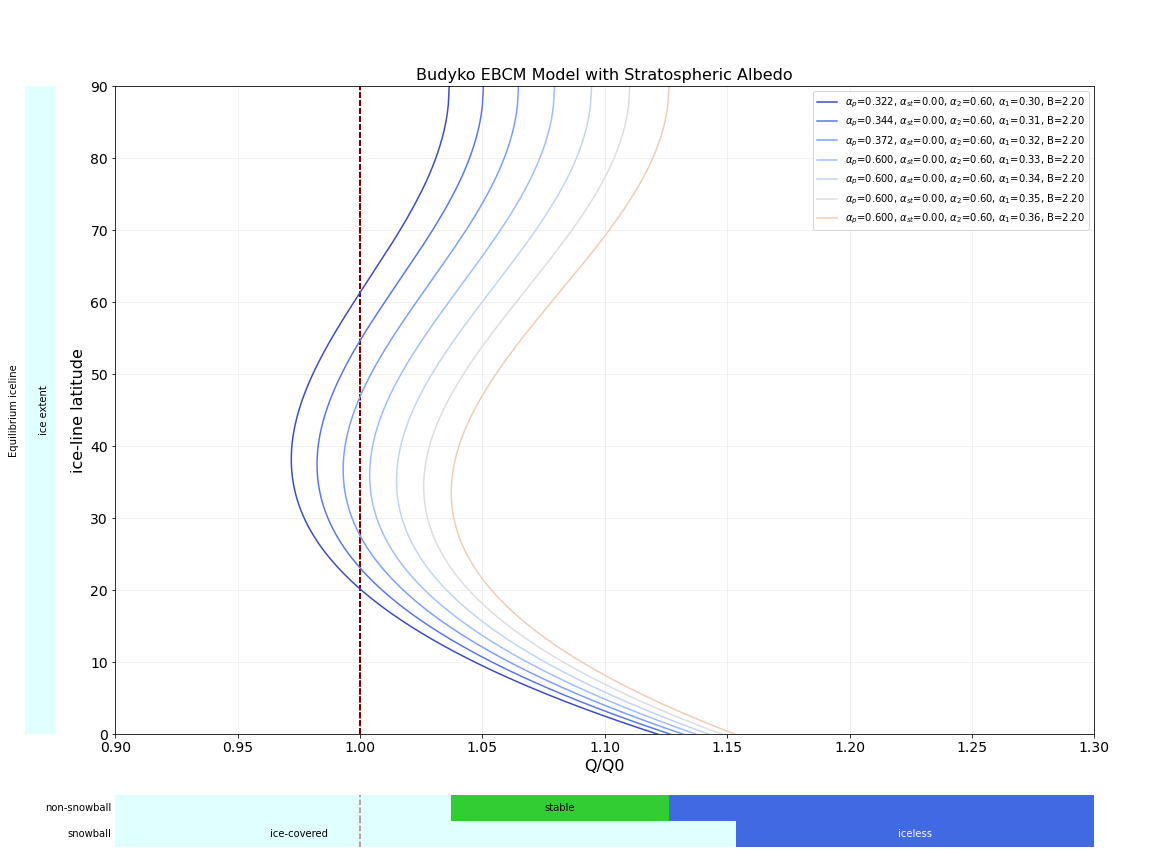 Budyko EBCM Model with Stratospheric Albedo
90
80
70
60
50
40
30
20
10
0
ice-line latitude
Equilibrium iceline
ice extent
αp=0.322, αst=0.00, α2=0.60, α1=0.30, B=2.20
αp=0.344, αst=0.00, α2=0.60, α1=0.31, B=2.20
αp=0.372, αst=0.00, α2=0.60, α1=0.32, B=2.20
αp=0.600, αst=0.00, α2=0.60, α1=0.33, B=2.20
αp=0.600, αst=0.00, α2=0.60, α1=0.34, B=2.20
αp=0.600, αst=0.00, α2=0.60, α1=0.35, B=2.20
αp=0.600, αst=0.00, α2=0.60, α1=0.36, B=2.20
0.90 0.95 1.00 1.05 1.10 1.15 1.20 1.25 1.30
Q/Q0
non-snowball stable
snowball ice-covered iceless